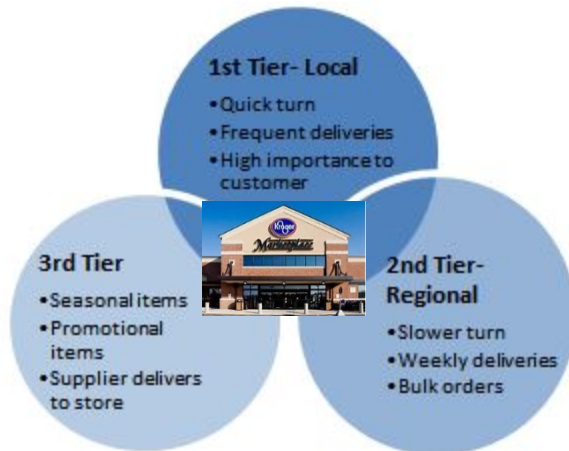 1st Tier- Local
•Quick turn
•Frequent deliveries
•High importance to
customer
Kroger
Marketplace
3rd Tier
•Seasonal items
•Promotional
items
•Supplier delivers
to store
2nd Tier-
Regional
•Slower turn
•Weekly deliveries
•Bulk orders